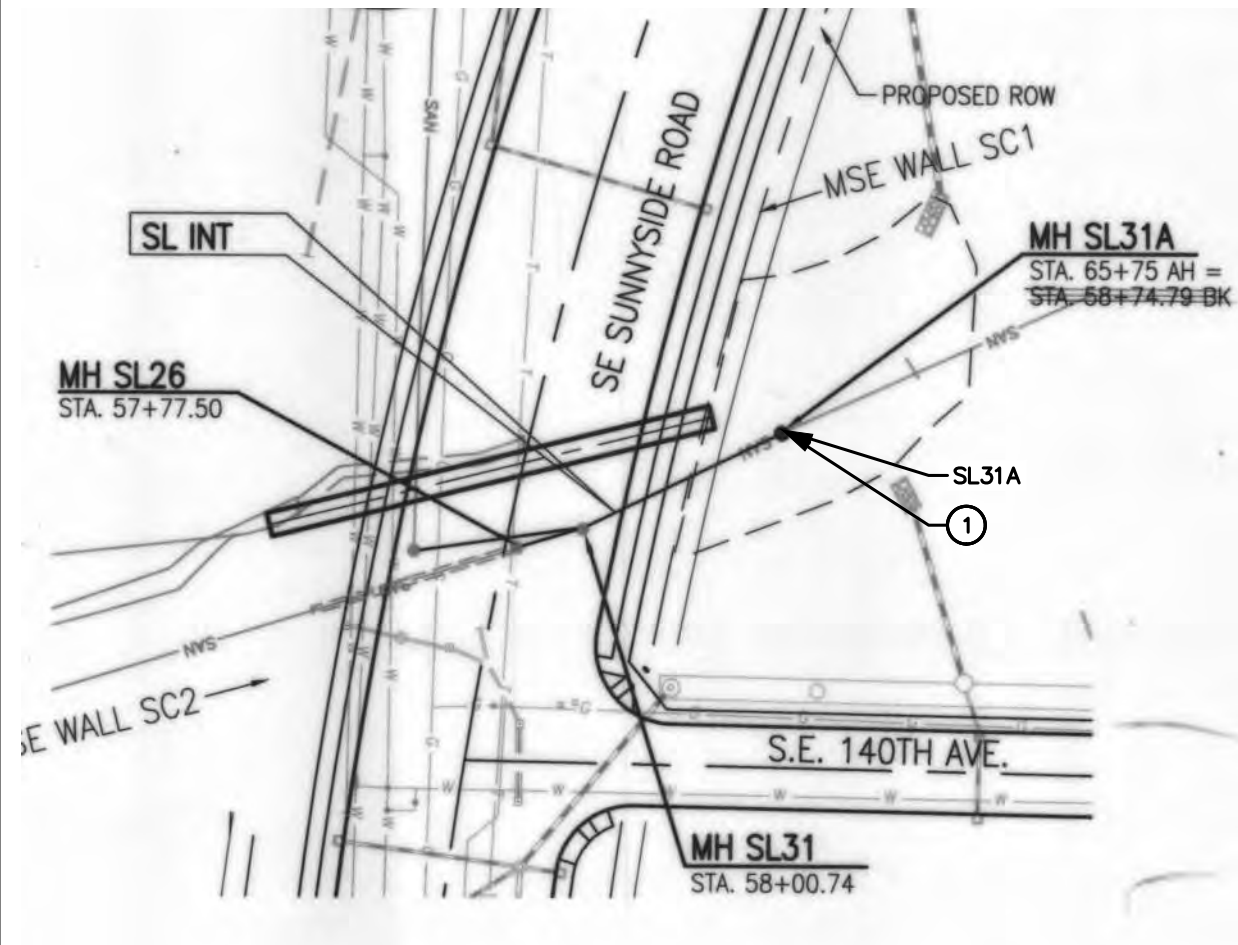 PROPOSED ROW
MSE WALL SC1
SE SUNNYSIDE ROAD
SL INT
MH SL31A
STA. 65+75 AH =
STA. 58+74.79 BK
MH SL26
STA. 57+77.50
SL31A
1
MSE WALL SC2
S.E. 140TH AVE.
MH SL31
STA. 58+00.74
SAN
SAN
SAN
SAN
W
W
W
W
W
G
G
G
T
T
T
T